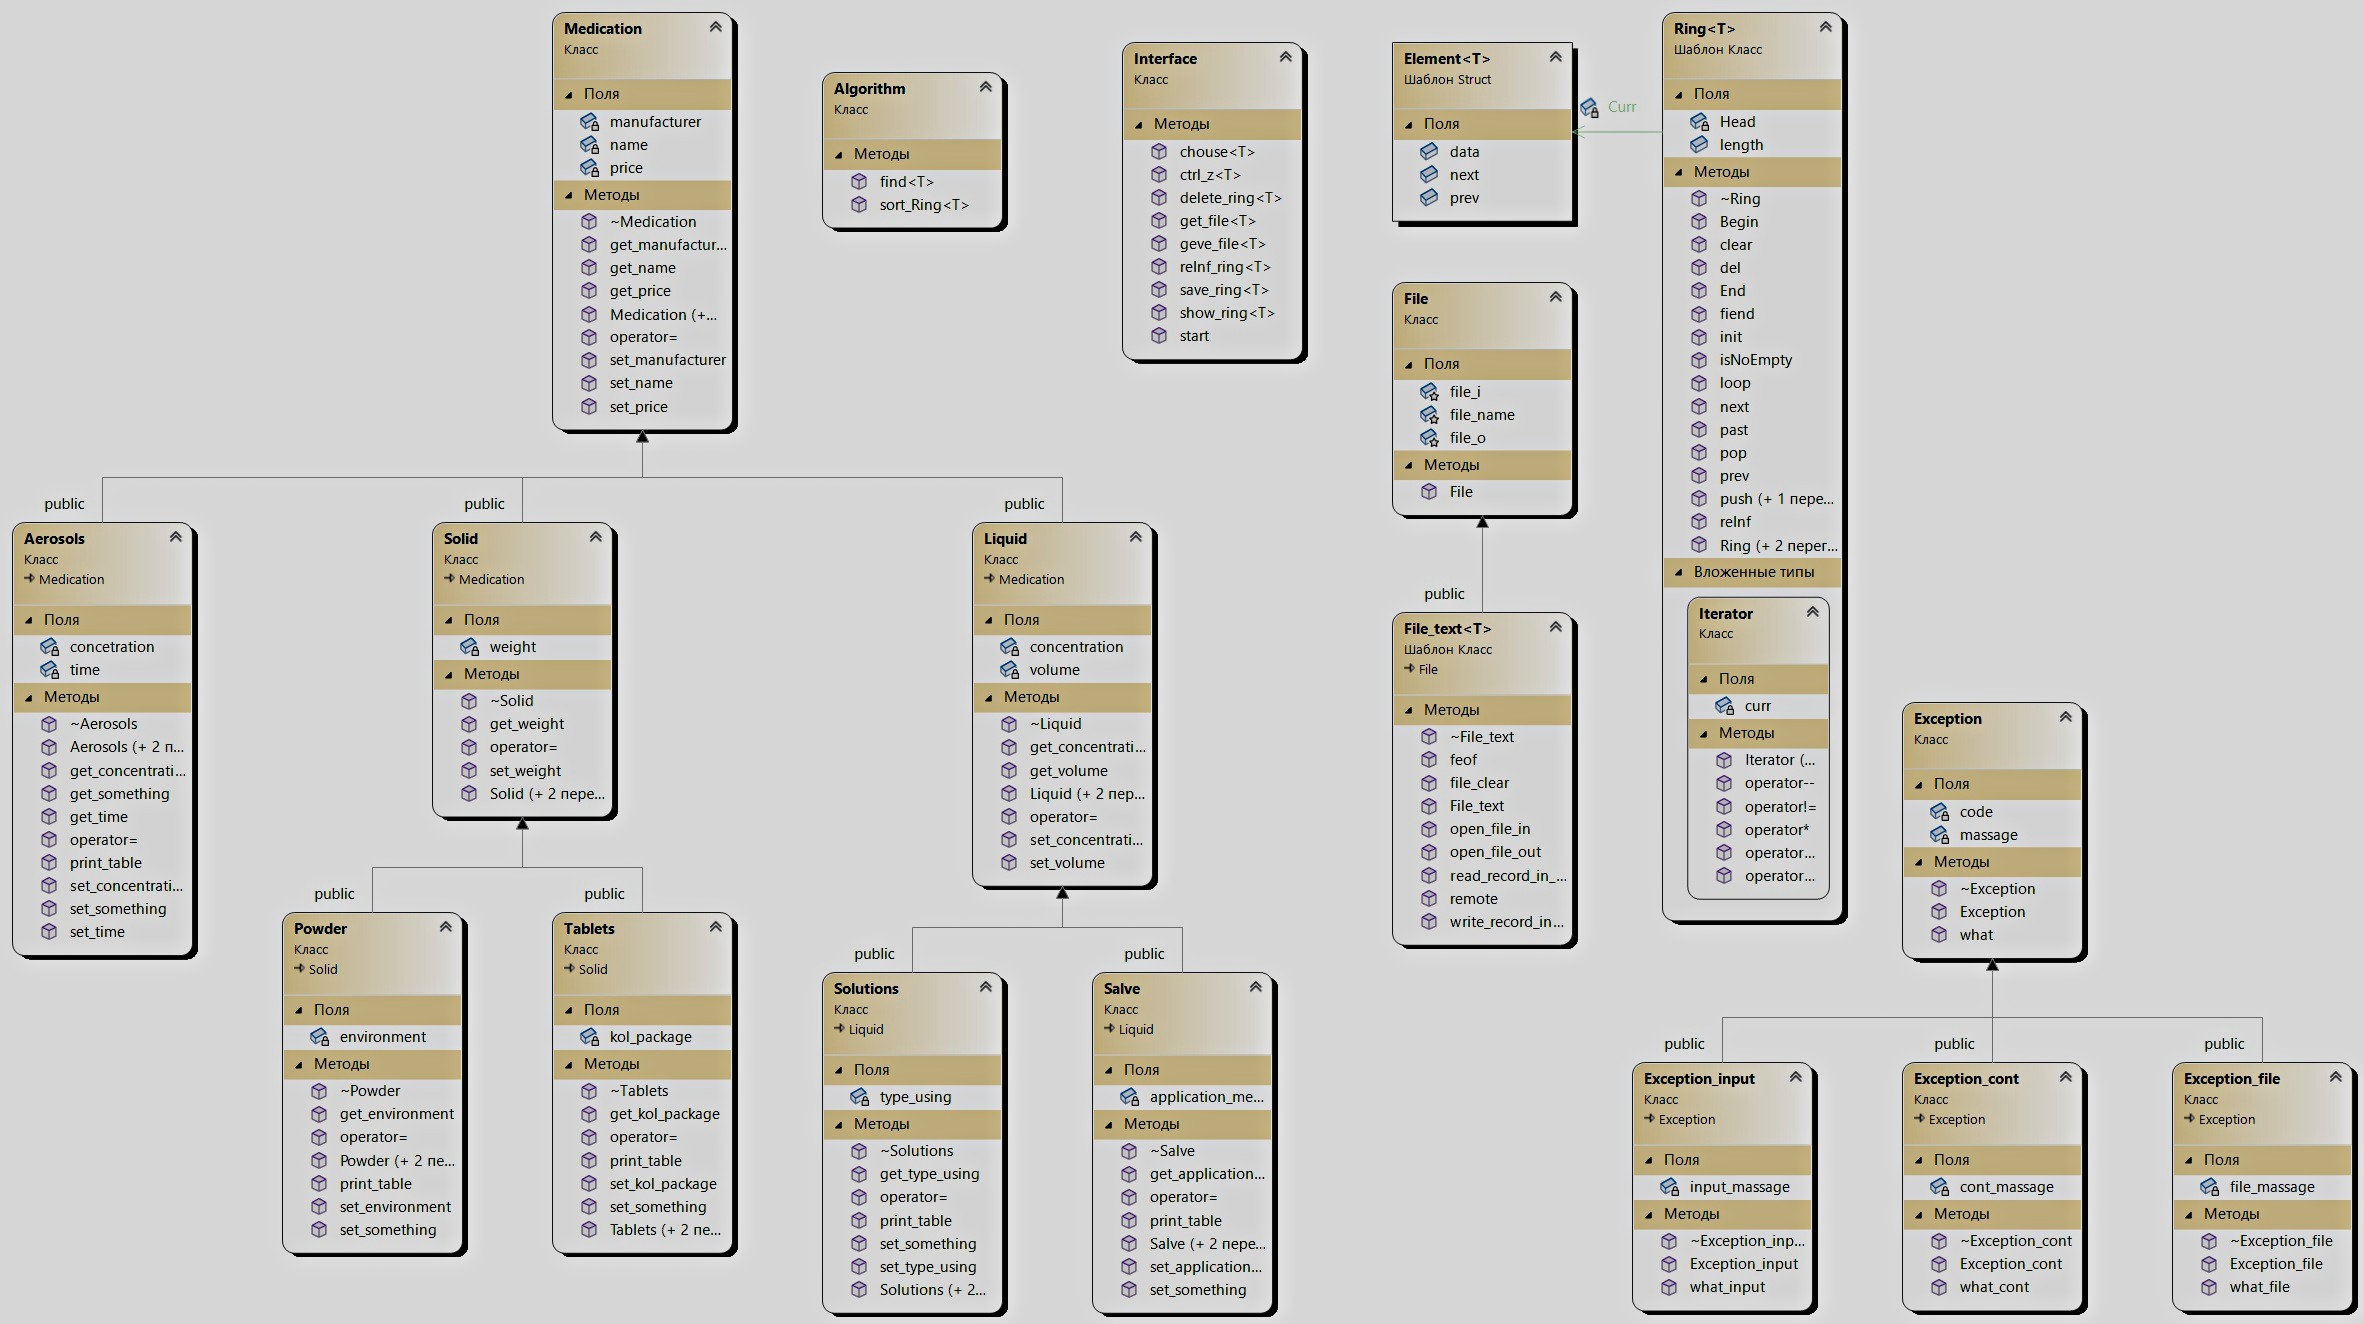 Medication
Класс
Поля
manufacturer
name
price
Методы
~Medication
get_manufactur...
get_name
get_price
Medication (+...
operator=
set_manufacturer
set_name
set_price
Algorithm
Класс
Методы
find<T>
sort_Ring<T>
Interface
Класс
Методы
chouse<T>
ctrl_z<T>
delete_ring<T>
get_file<T>
geve_file<T>
reInf_ring<T>
save_ring<T>
show_ring<T>
start
Element<T>
Шаблон Struct
Поля
data
next
prev
Curr
Ring<T>
Шаблон Класс
Поля
Head
length
Методы
~Ring
Begin
clear
del
End
fiend
init
isNoEmpty
loop
next
past
pop
prev
push (+ 1 пере...
reInf
Ring (+ 2 перег...
Вложенные типы
Iterator
Класс
Поля
curr
Методы
Iterator (...
operator--
operator!=
operator*
operator...
operator...
File
Класс
Поля
file_i
file_name
file_o
Методы
File
public
File_text<T>
Шаблон Класс
File
Методы
~File_text
feof
file_clear
File_text
open_file_in
open_file_out
read_record_in_...
remote
write_record_in...
public
Aerosols
Класс
Medication
Поля
concetration
time
Методы
~Aerosols
Aerosols (+ 2 п...
get_concentrati...
get_something
get_time
operator=
print_table
set_concentrati...
set_something
set_time
public
Solid
Класс
Medication
Поля
weight
Методы
~Solid
get_weight
operator=
set_weight
Solid (+ 2 пере...
public
Liquid
Класс
Medication
Поля
concentration
volume
Методы
~Liquid
get_concentrati...
get_volume
Liquid (+ 2 пер...
operator=
set_concentrati...
set_volume
public
Powder
Класс
Solid
Поля
environment
Методы
~Powder
get_environment
operator=
Powder (+ 2 пе...
print_table
set_environment
set_something
public
Tablets
Класс
Solid
Поля
kol_package
Методы
~Tablets
get_kol_package
operator=
print_table
set_kol_package
set_something
Tablets (+ 2 пе...
public
Solutions
Класс
Liquid
Поля
type_using
Методы
~Solutions
get_type_using
operator=
print_table
set_something
set_type_using
Solutions (+ 2...
public
Salve
Класс
Liquid
Поля
application_me...
Методы
~Salve
get_application...
operator=
print_table
Salve (+ 2 пере...
set_application...
set_something
Exception
Класс
Поля
code
massage
Методы
~Exception
Exception
what
public
Exception_input
Класс
Exception
Поля
input_massage
Методы
~Exception_inp...
Exception_input
what_input
public
Exception_cont
Класс
Exception
Поля
cont_massage
Методы
~Exception_cont
Exception_cont
what_cont
public
Exception_file
Класс
Exception
Поля
file_massage
Методы
~Exception_file
Exception_file
what_file